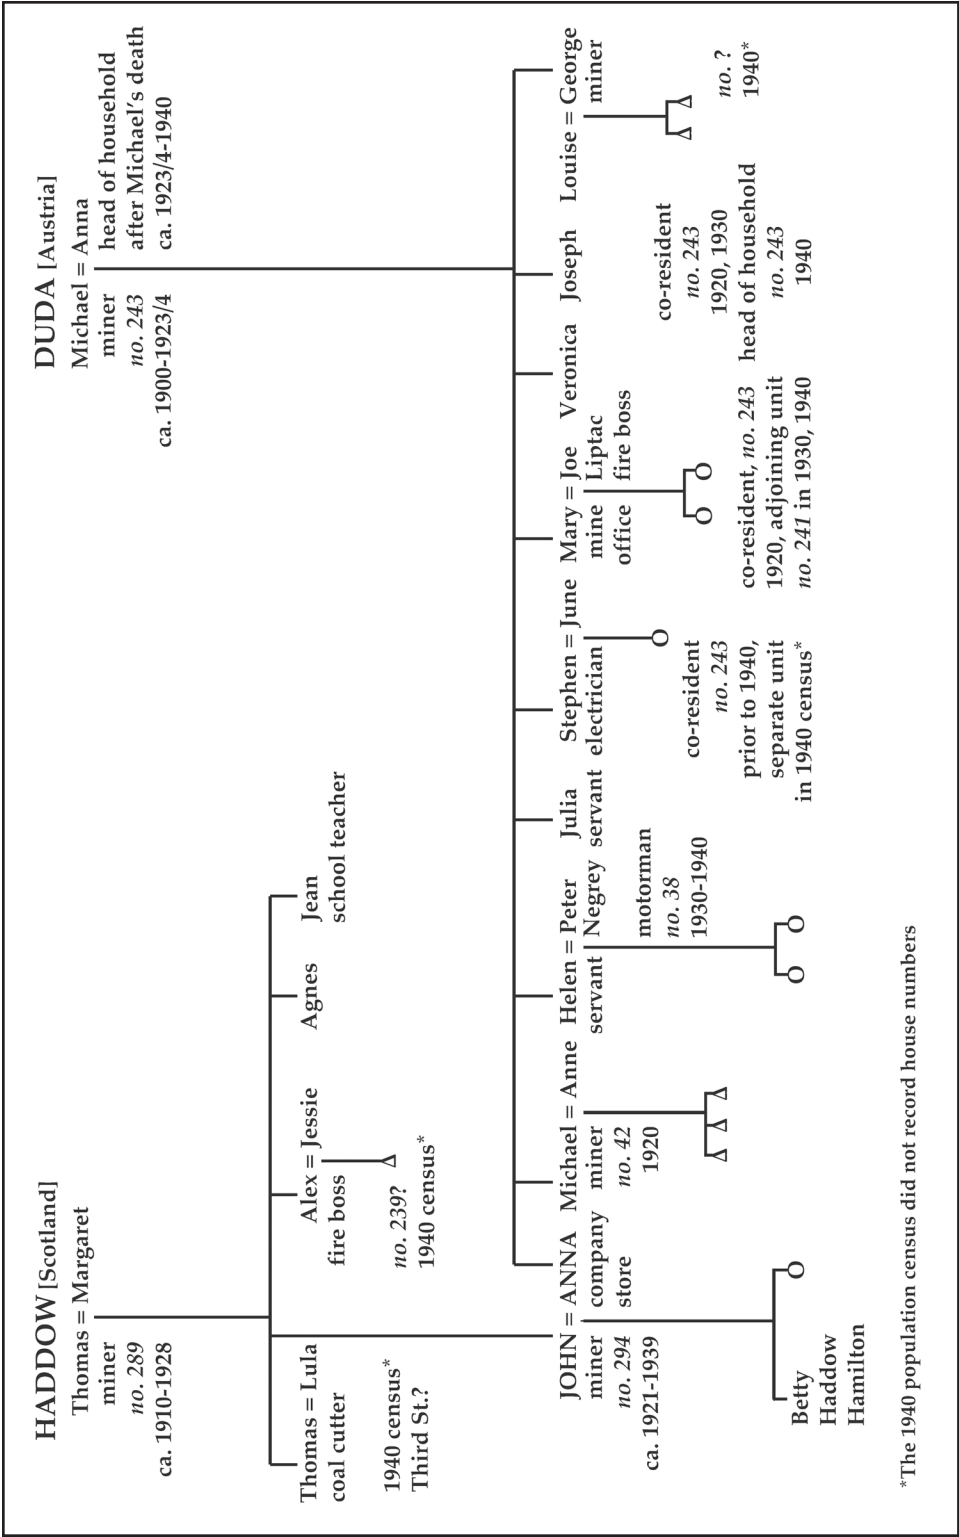 HADDOW [Scotland]
Thomas = Margaret
miner
no. 289
ca. 1910-1928
DUDA [Austria]
Michael = Anna
miner
no. 243
ca. 1900-1923/4
head of household
after Michael's death
ca. 1923/4-1940
Thomas = Lula
coal cutter
1940 census*
Third St.?
Alex = Jessie
fire boss
no. 239?
1940 census*
Agnes
Jean
school teacher
JOHN = ANNA
miner
no. 294
ca. 1921-1939
company
store
Betty
Haddow
Hamilton
Michael = Anne
miner
no. 42
1920
Helen = Peter
servant
Negrey
motorman
no. 38
1930-1940
Julia
servant
Stephen = June
electrician
co-resident
no. 243
prior to 1940,
separate unit
in 1940 census*
Mary = Joe
mine
office
Liptac
fire boss
co-resident, no. 243
1920, adjoining unit
no. 241 in 1930, 1940
Veronica
Joseph
co-resident
no. 243
1920, 1930
head of household
no. 243
1940
Louise = George
miner
no. ?
1940*
*The 1940 population census did not record house numbers